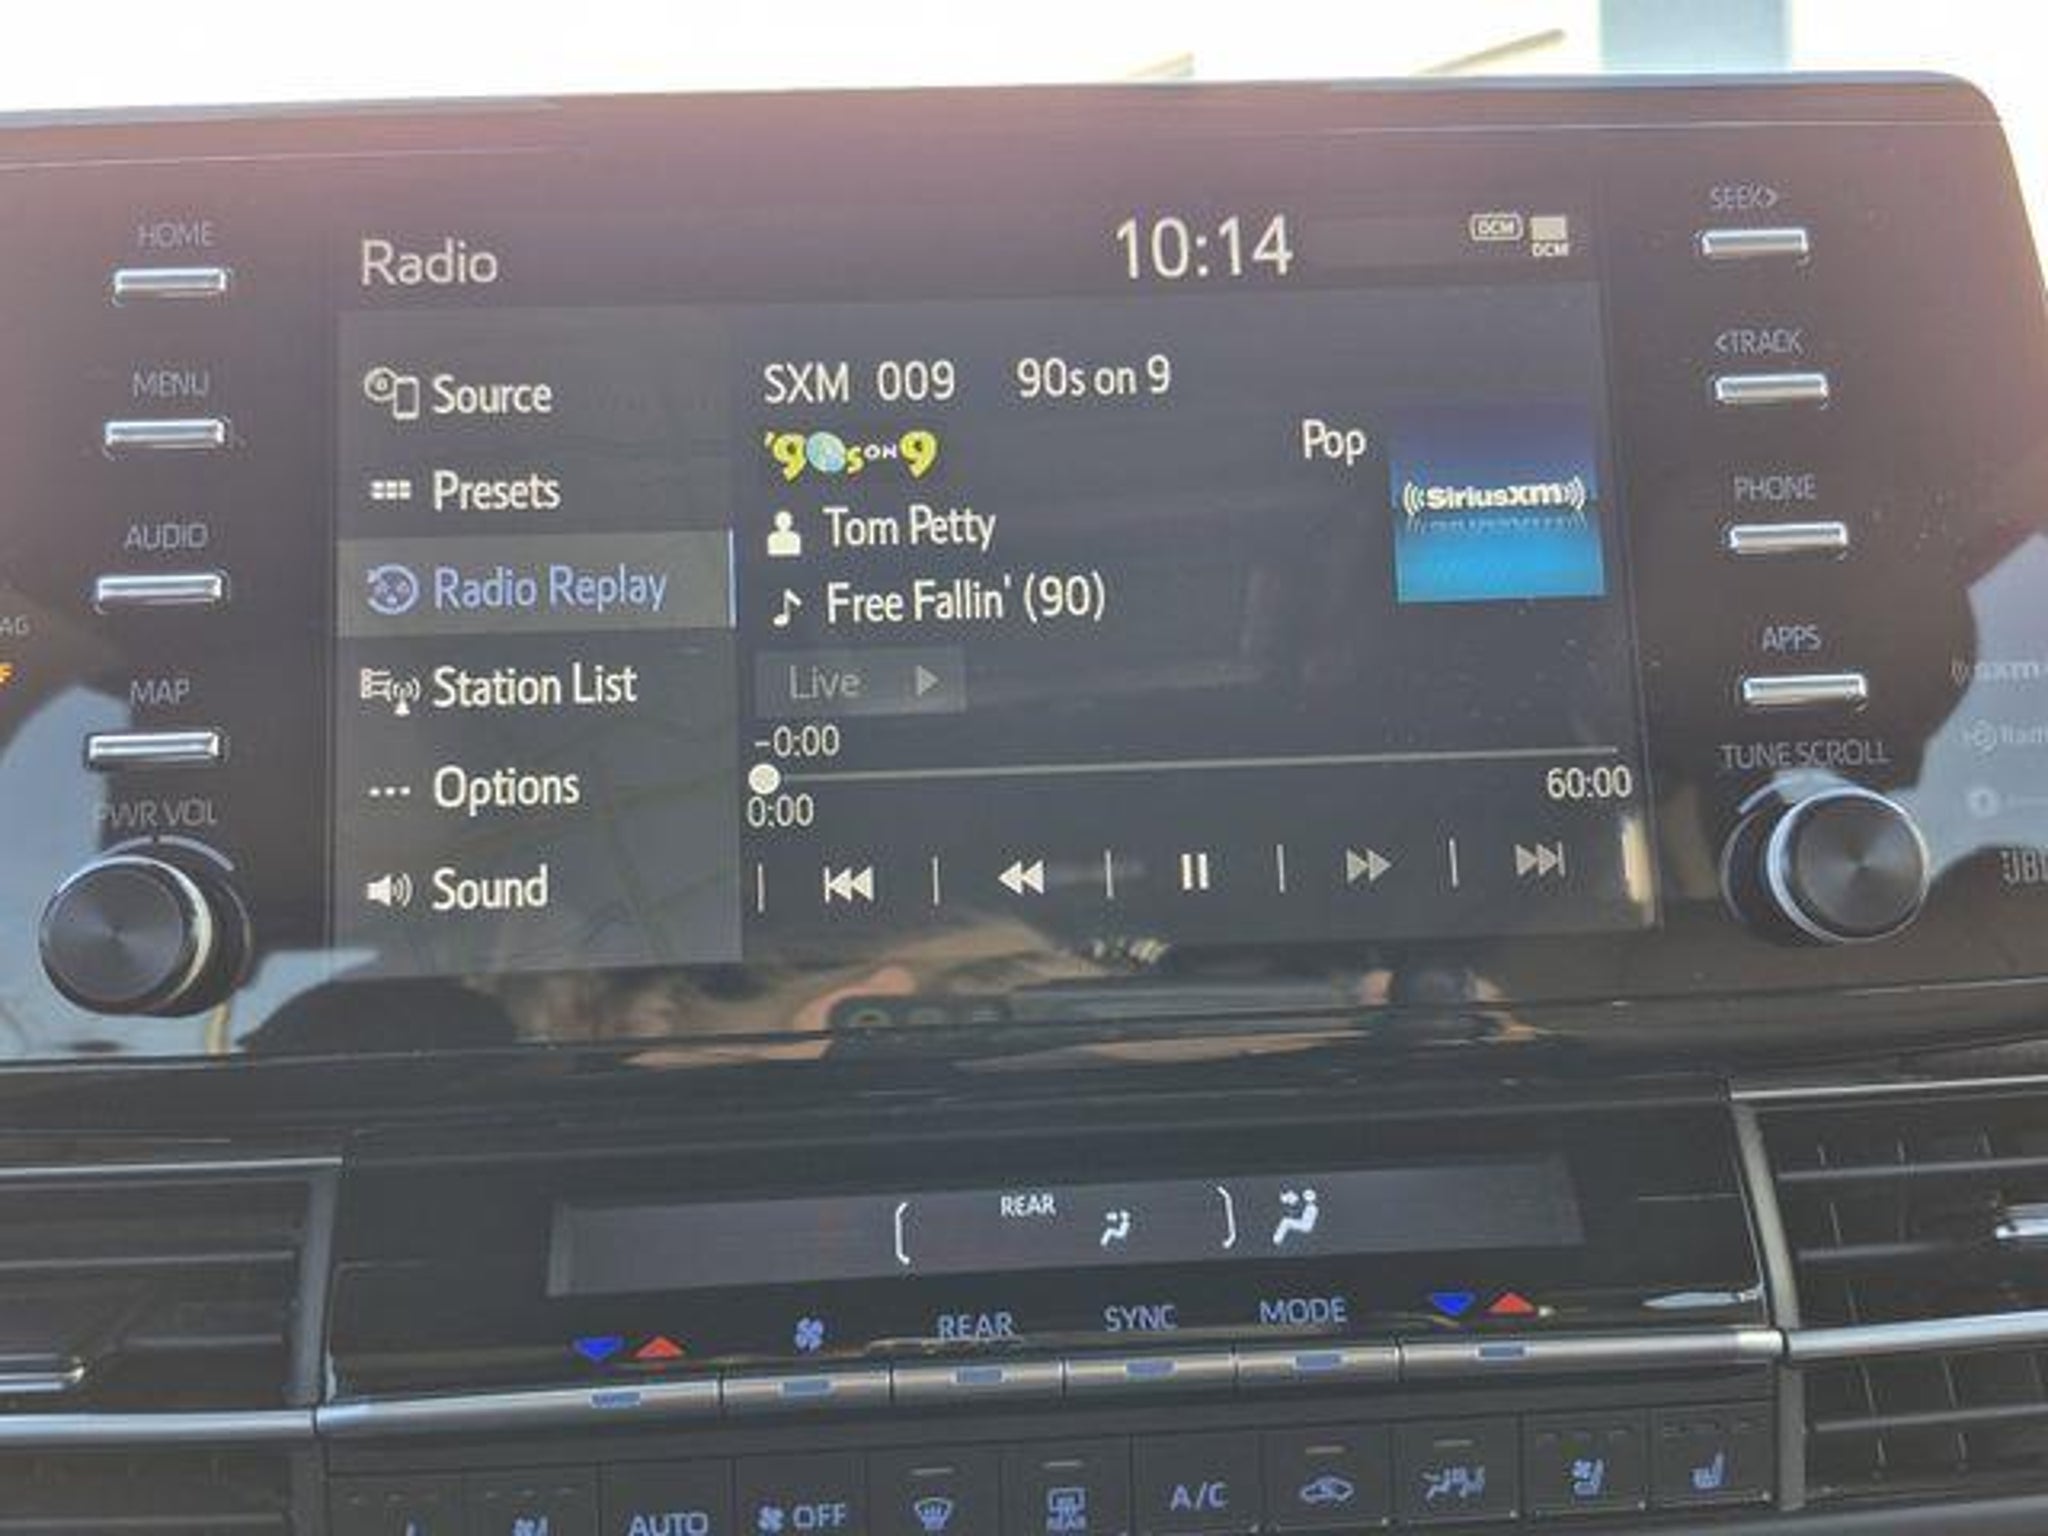 HOME
MENU
AUDIO
MAP
PWR VOL
Radio
10:14
DCM
DCM
Source
Presets
Radio Replay
Station List
Options
Sound
SXM 009 90s on 9
'90s ON 9
Pop
((SiriusXM))
Tom Petty
Free Fallin' (90)
Live
-0:00
0:00
60:00
SEEK>
<TRACK
PHONE
APPS
TUNE SCROLL
REAR
REAR
SYNC
MODE
AUTO
OFF
REAR
A/C